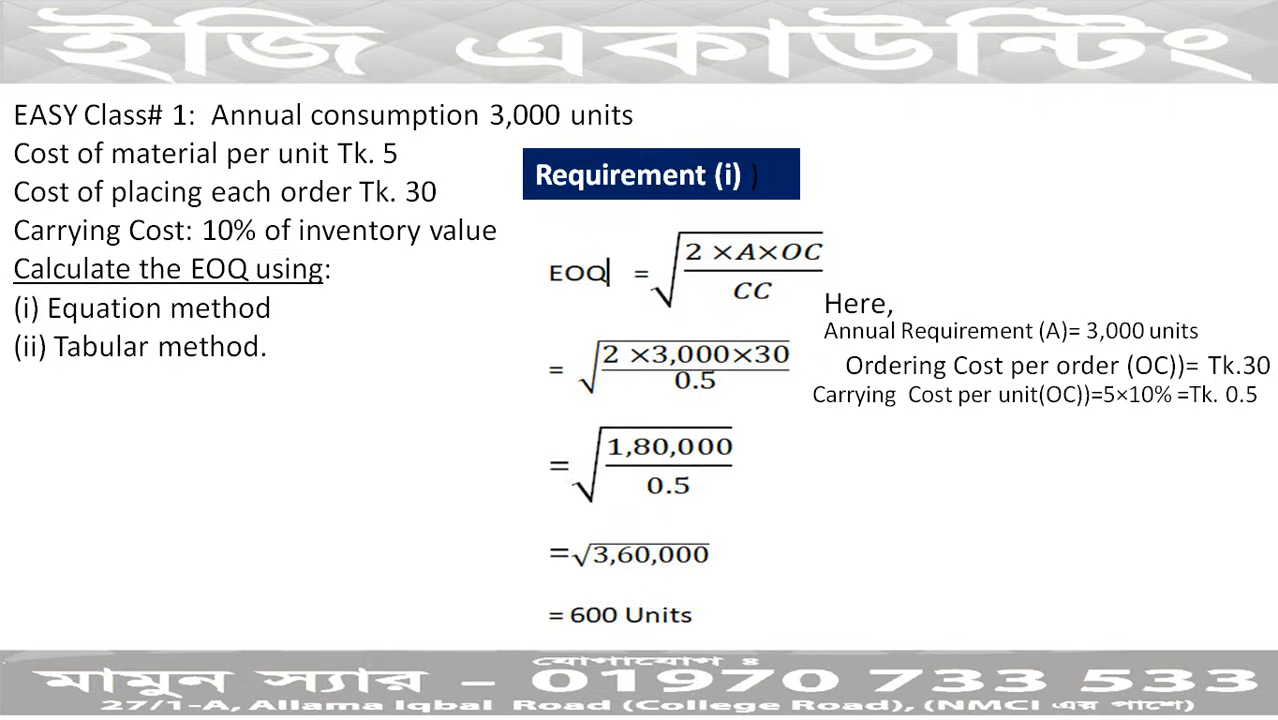 ইজি একাউন্টিং
EASY Class# 1: Annual consumption 3,000 units
Cost of material per unit Tk. 5
Cost of placing each order Tk. 30
Carrying Cost: 10% of inventory value
Calculate the EOQ using:
(i) Equation method
(ii) Tabular method.
Requirement (i) )
EOQ = √(2 ×A×OC / CC)
= √(2 ×3,000×30 / 0.5)
= √(1,80,000 / 0.5)
=√3,60,000
= 600 Units
Here,
Annual Requirement (A)= 3,000 units
Ordering Cost per order (OC))= Tk.30
Carrying Cost per unit(OC))=5×10% =Tk. 0.5
যোগাযোগ ঃ
মামুন স্যার – 01970 733 533
27/1-A, Allama Iqbal Road (College Road), (NMCI এর পাশে)